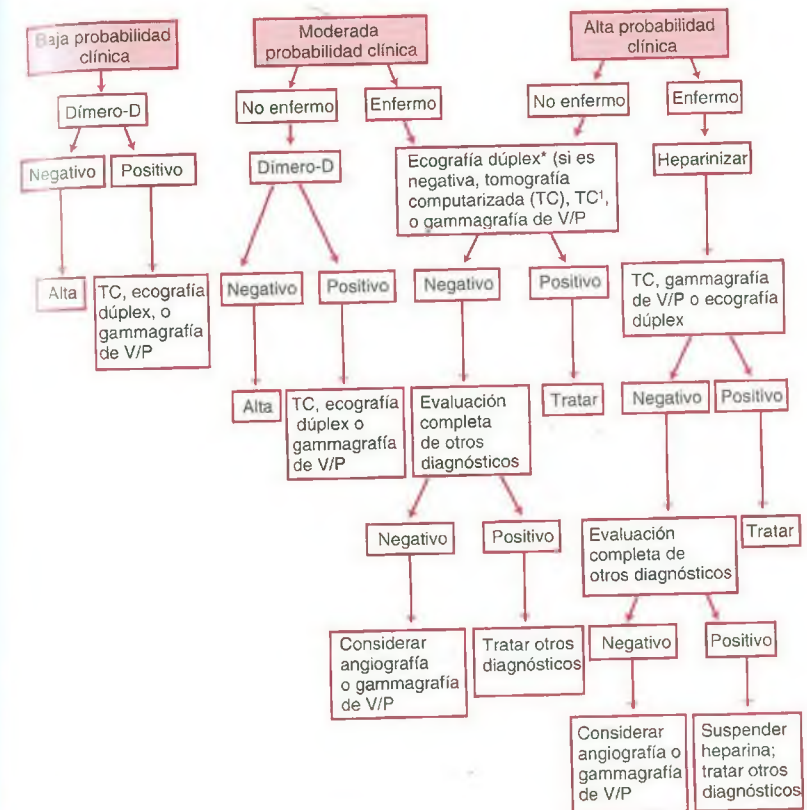 Baja probabilidad
clínica
Dímero-D
Negativo
Positivo
Alta
TC, ecografía
dúplex, o
gammagrafía
de V/P
Moderada
probabilidad clínica
No enfermo
Enfermo
Dímero-D
Negativo
Positivo
Alta
TC, ecografía
dúplex o
gammagrafía
de V/P
Alta probabilidad
clínica
No enfermo
Enfermo
Ecografía dúplex* (si es
negativa, tomografía
computarizada (TC), TC¹,
o gammagrafía de V/P
Negativo
Positivo
Evaluación
completa
de otros
diagnósticos
Tratar
Negativo
Positivo
Considerar
angiografía
o gammagrafía
de V/P
Tratar otros
diagnósticos
Heparinizar
TC, gammagrafía
de V/P o ecografía
dúplex
Negativo
Positivo
Evaluación
completa de
otros diagnósticos
Tratar
Negativo
Positivo
Considerar
angiografía o
gammagrafía
de V/P
Suspender
heparina;
tratar otros
diagnósticos